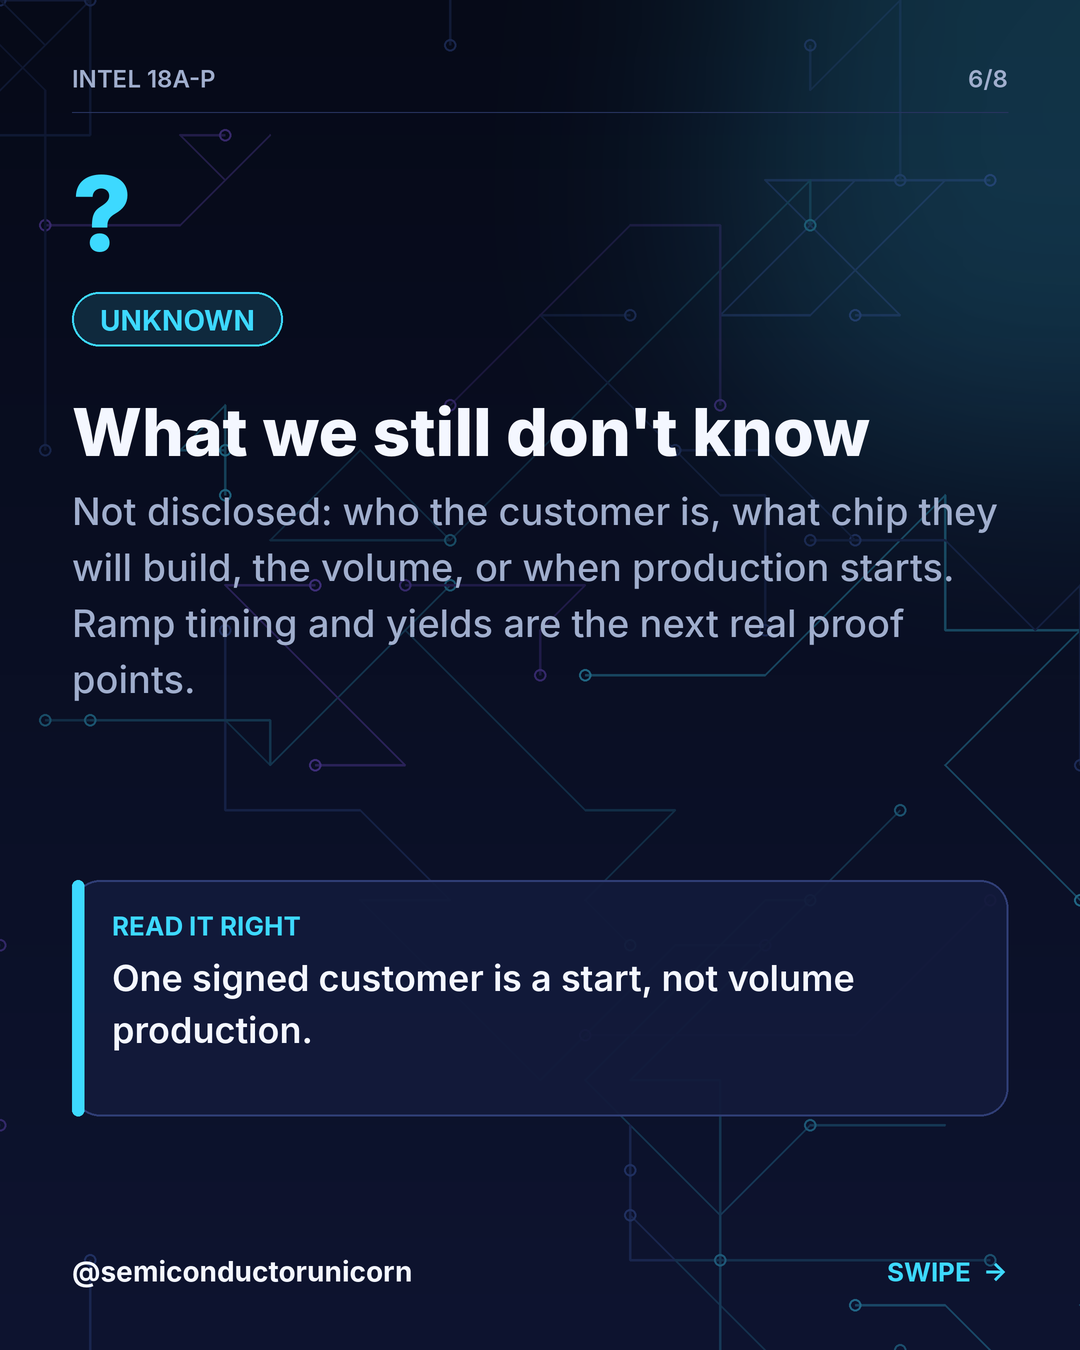 INTEL 18A-P
6/8
?
UNKNOWN
What we still don't know
Not disclosed: who the customer is, what chip they
will build, the volume, or when production starts.
Ramp timing and yields are the next real proof
points.
READ IT RIGHT
One signed customer is a start, not volume
production.
@semiconductorunicorn
SWIPE →